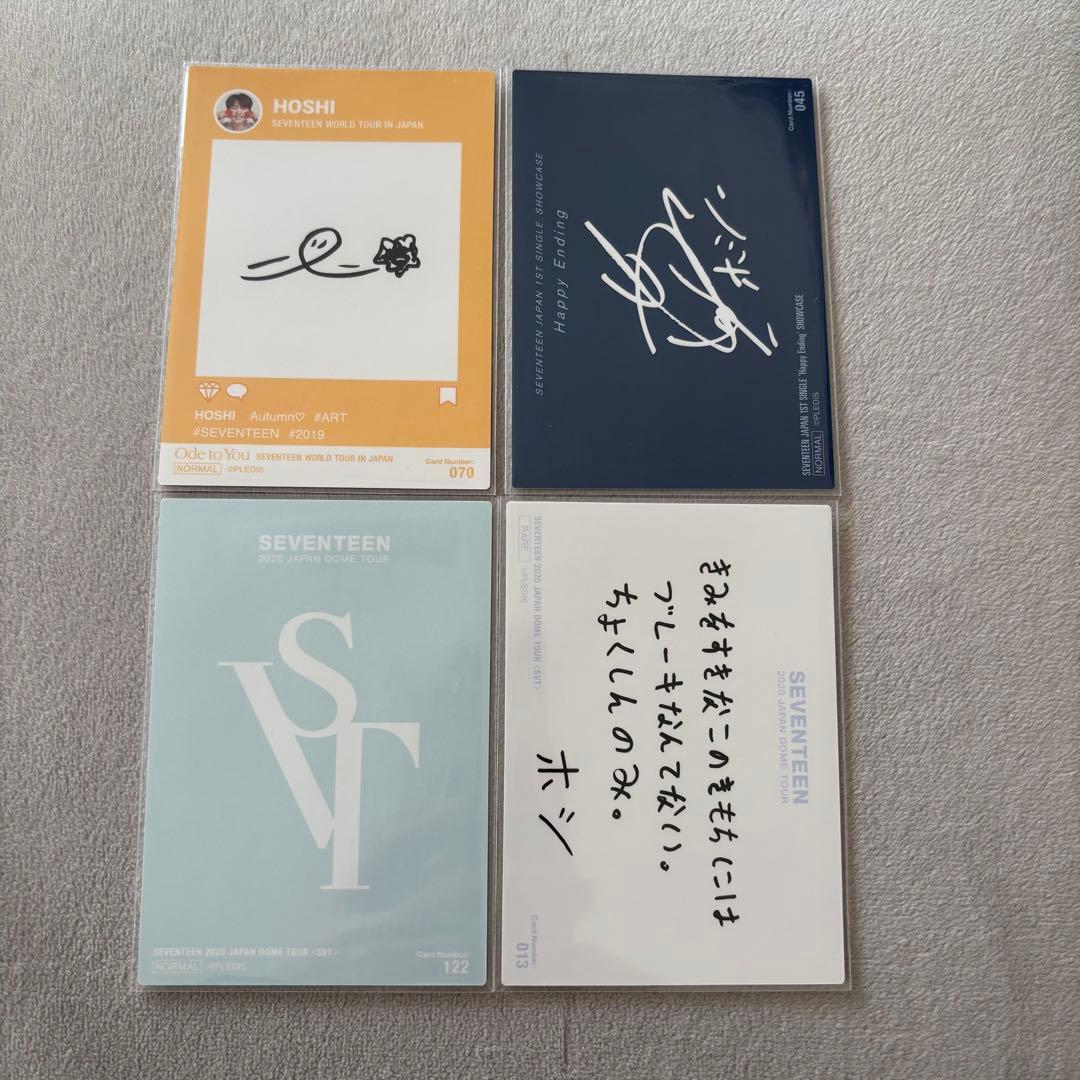 HOSHI
SEVENTEEN WORLD TOUR IN JAPAN
HOSHI Autumn♡ #ART
#SEVENTEEN #2019
Ode to You SEVENTEEN WORLD TOUR IN JAPAN
NORMAL ©PLEDIS
Card Number:
070
SEVENTEEN JAPAN 1ST SINGLE SHOWCASE
Happy Ending
ホシ
SEVENTEEN JAPAN 1ST SINGLE 'Happy Ending' SHOWCASE
NORMAL ©PLEDIS
Card Number:
045
SEVENTEEN
2020 JAPAN DOME TOUR
SVT
SEVENTEEN 2020 JAPAN DOME TOUR <SVT>
NORMAL ©PLEDIS
Card Number:
122
SEVENTEEN
2020 JAPAN DOME TOUR
きみちすきなこのきもちには
ブレーキなんてない。
ちょくしんのみ。
ホシ
SEVENTEEN 2020 JAPAN DOME TOUR <SVT>
RARE ©PLEDIS
Card Number:
013